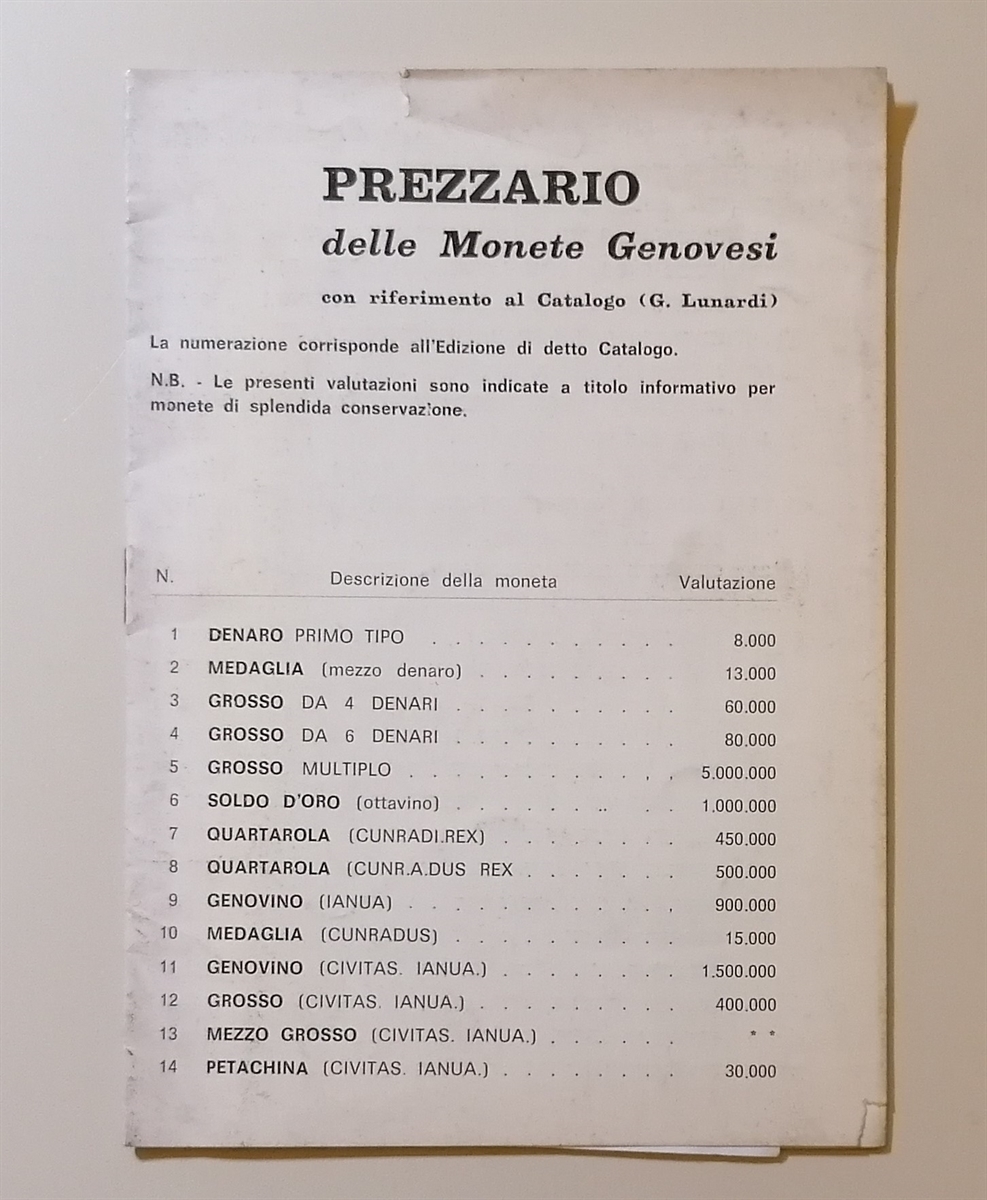 PREZZARIO
delle Monete Genovesi
con riferimento al Catalogo (G. Lunardi)
La numerazione corrisponde all'Edizione di detto Catalogo.
N.B. - Le presenti valutazioni sono indicate a titolo informativo per
monete di splendida conservazione.
N. Descrizione della moneta Valutazione
1 DENARO PRIMO TIPO . . . . . . . . . . . 8.000
2 MEDAGLIA (mezzo denaro) . . . . . . . . . 13.000
3 GROSSO DA 4 DENARI . . . . . . . . . . 60.000
4 GROSSO DA 6 DENARI . . . . . . . . . . 80.000
5 GROSSO MULTIPLO . . . . . . . . . . . . 5.000.000
6 SOLDO D'ORO (ottavino) . . . . . . .. . . 1.000.000
7 QUARTAROLA (CUNRADI.REX) . . . . . . . . 450.000
8 QUARTAROLA (CUNR.A.DUS REX . . . . . . . 500.000
9 GENOVINO (IANUA) . . . . . . . . . . . . 900.000
10 MEDAGLIA (CUNRADUS) . . . . . . . . . . 15.000
11 GENOVINO (CIVITAS. IANUA.) . . . . . . . . 1.500.000
12 GROSSO (CIVITAS. IANUA.) . . . . . . . . . 400.000
13 MEZZO GROSSO (CIVITAS. IANUA.) . . . . . . * *
14 PETACHINA (CIVITAS. IANUA.) . . . . . . . . 30.000